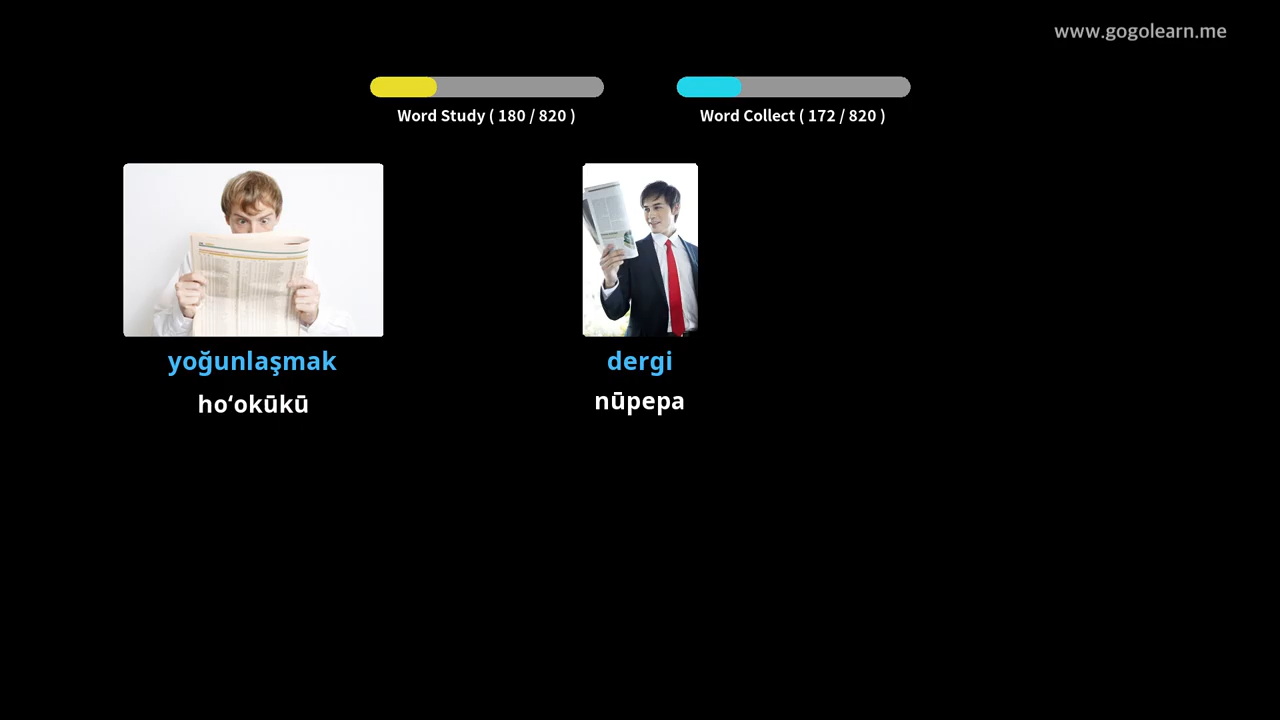 www.gogolearn.me
Word Study ( 180 / 820 )
Word Collect ( 172 / 820 )
yoğunlaşmak
dergi
hoʻokūkū
nūpepa